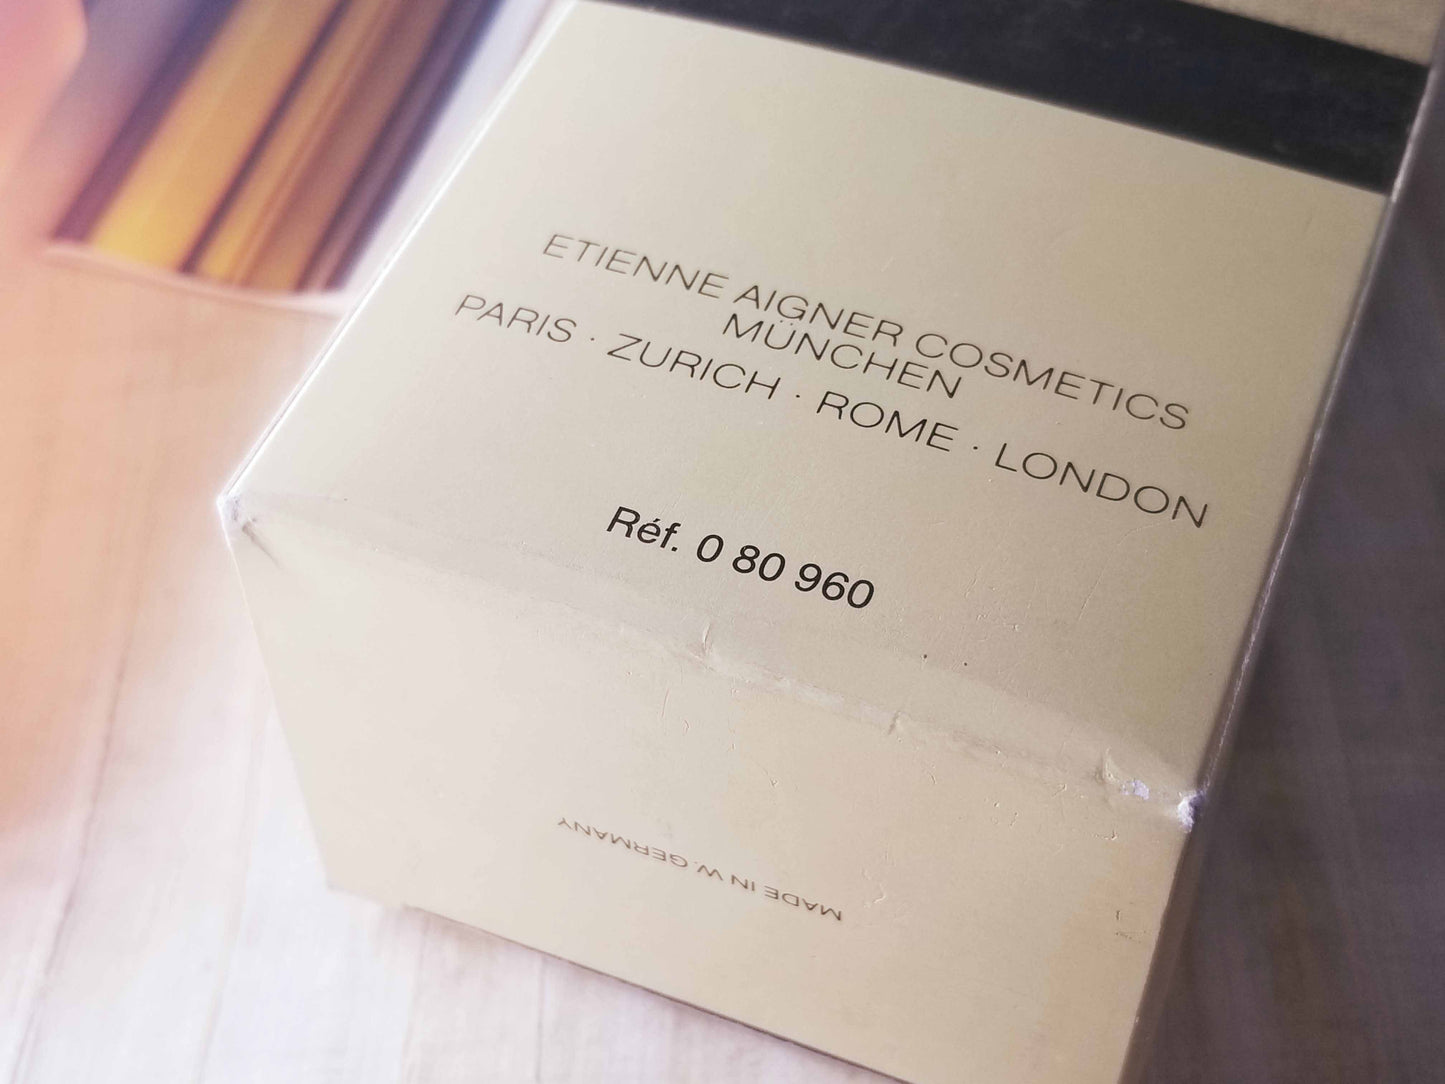 ETIENNE AIGNER COSMETICS
MÜNCHEN
PARIS · ZURICH · ROME · LONDON
Réf. 0 80 960
MADE IN W. GERMANY